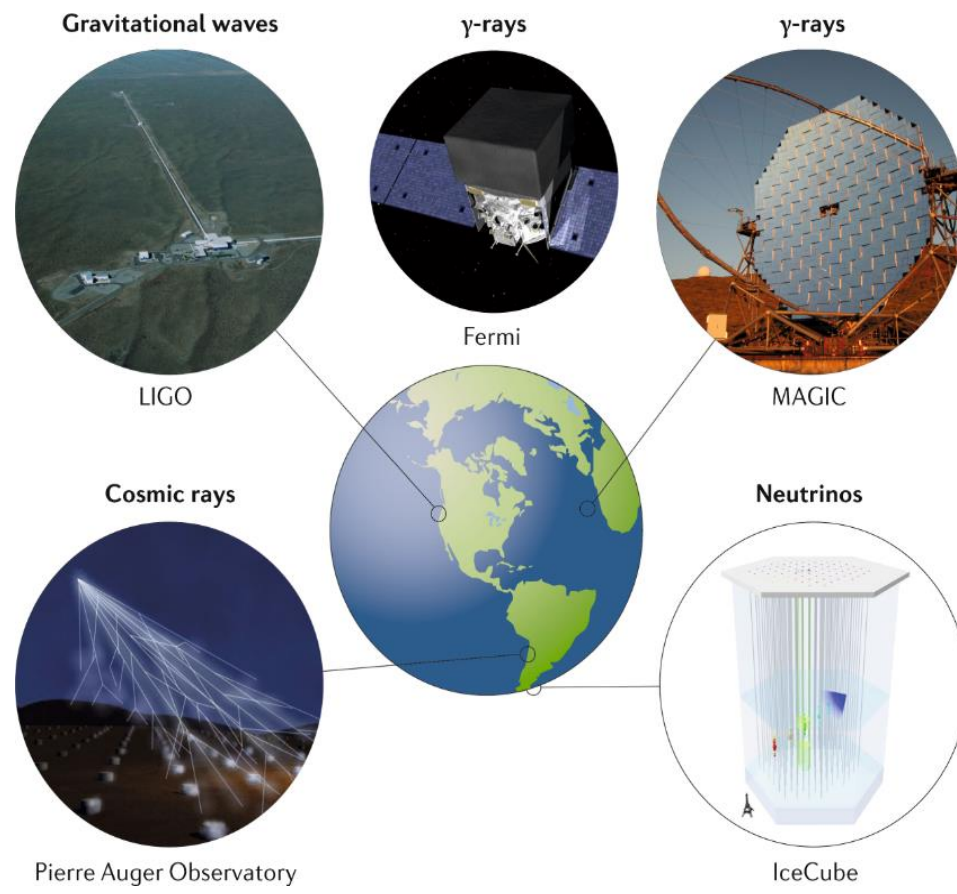 Gravitational waves
γ-rays
γ-rays
LIGO
Fermi
MAGIC
Cosmic rays
Neutrinos
Pierre Auger Observatory
IceCube